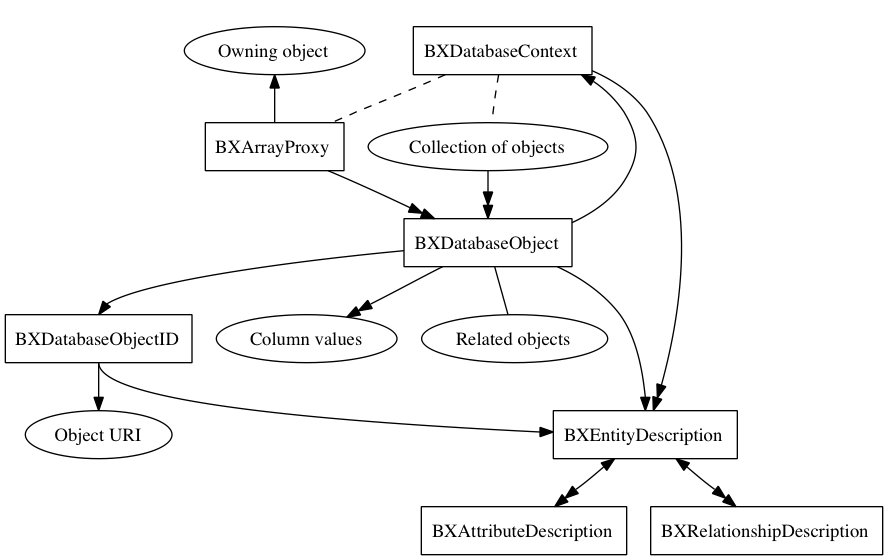 Owning object
BXDatabaseContext
BXArrayProxy
Collection of objects
BXDatabaseObject
BXDatabaseObjectID
Column values
Related objects
Object URI
BXEntityDescription
BXAttributeDescription
BXRelationshipDescription